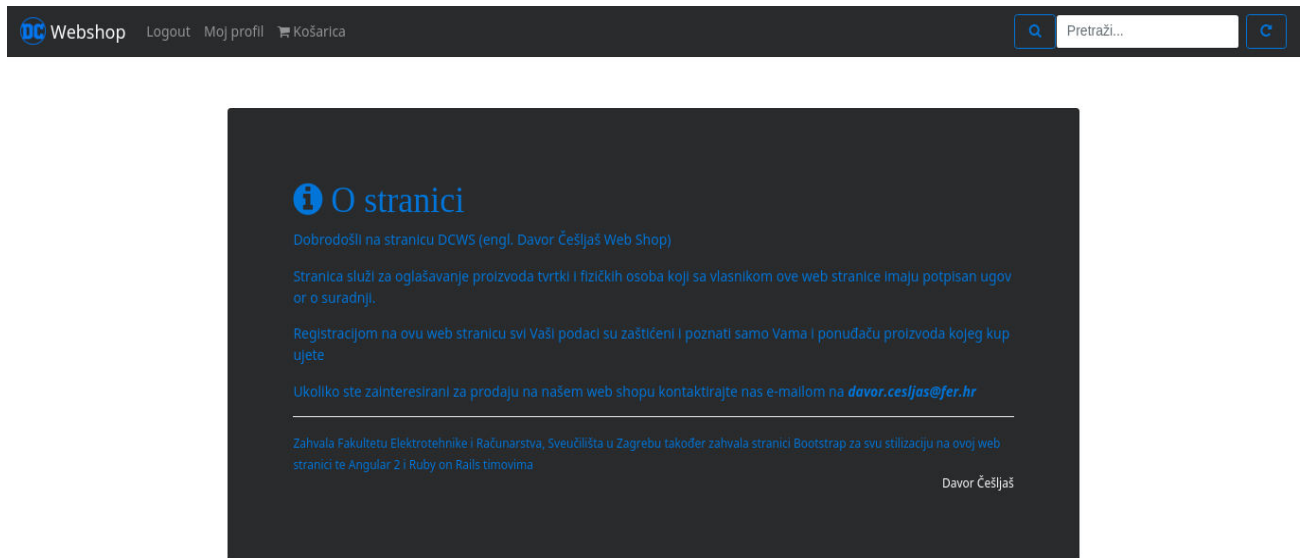 DC Webshop Logout Moj profil Košarica Pretraži...
O stranici
Dobrodošli na stranicu DCWS (engl. Davor Češljaš Web Shop)
Stranica služi za oglašavanje proizvoda tvrtki i fizičkih osoba koji sa vlasnikom ove web stranice imaju potpisan ugov
or o suradnji.
Registracijom na ovu web stranicu svi Vaši podaci su zaštićeni i poznati samo Vama i ponuđaču proizvoda kojeg kup
ujete
Ukoliko ste zainteresirani za prodaju na našem web shopu kontaktirajte nas e-mailom na davor.cesljas@fer.hr
Zahvala Fakultetu Elektrotehnike i Računarstva, Sveučilišta u Zagrebu također zahvala stranici Bootstrap za svu stilizaciju na ovoj web
stranici te Angular 2 i Ruby on Rails timovima
Davor Češljaš